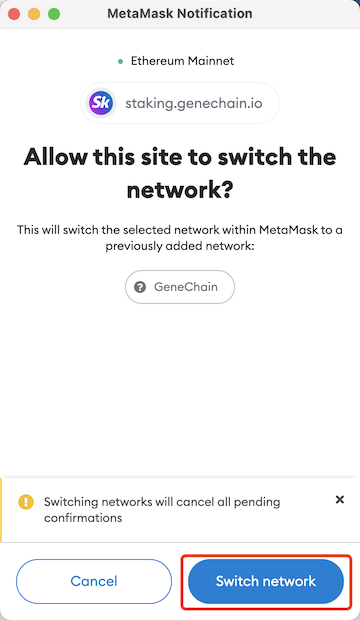 MetaMask Notification
Ethereum Mainnet
Sk
staking.genechain.io
Allow this site to switch the
network?
This will switch the selected network within MetaMask to a
previously added network:
? GeneChain
! Switching networks will cancel all pending
confirmations
Cancel
Switch network